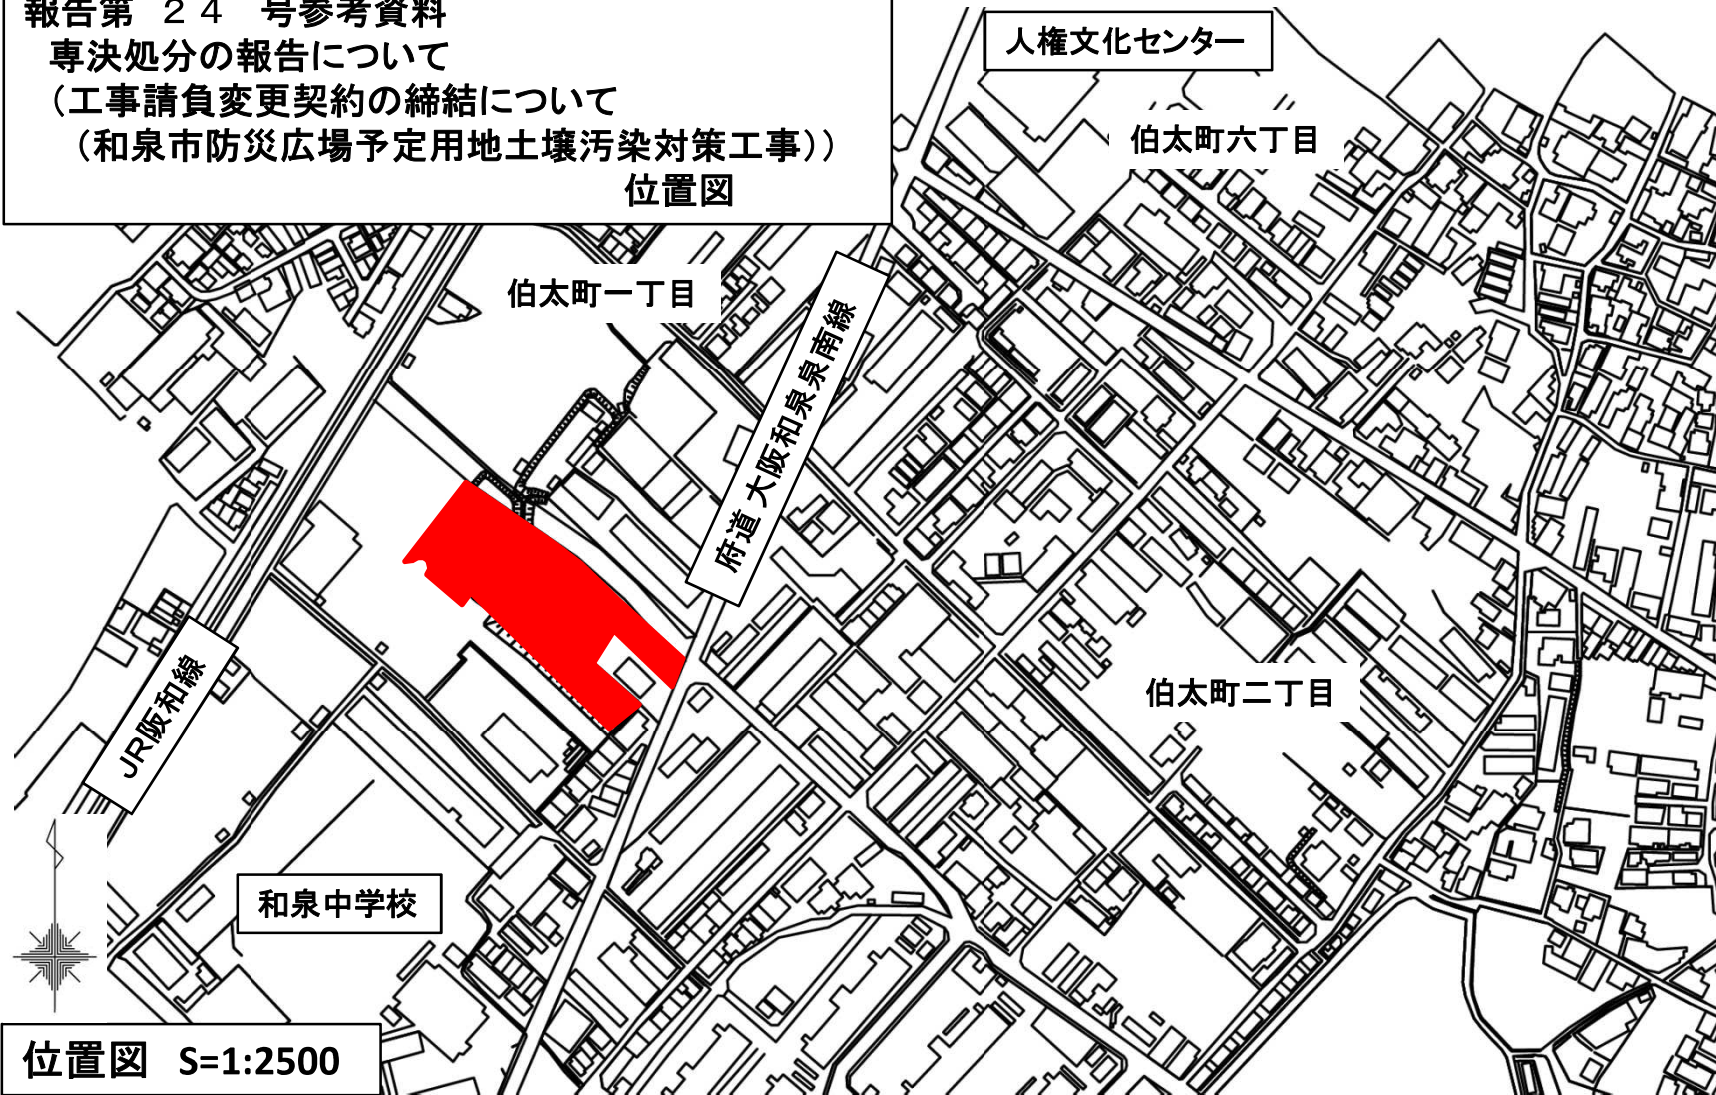 報告第 ２４ 号参考資料
専決処分の報告について
（工事請負変更契約の締結について
（和泉市防災広場予定用地土壌汚染対策工事））
位置図
人権文化センター
伯太町六丁目
伯太町一丁目
府道 大阪和泉泉南線
伯太町二丁目
JR阪和線
和泉中学校
位置図 S=1:2500